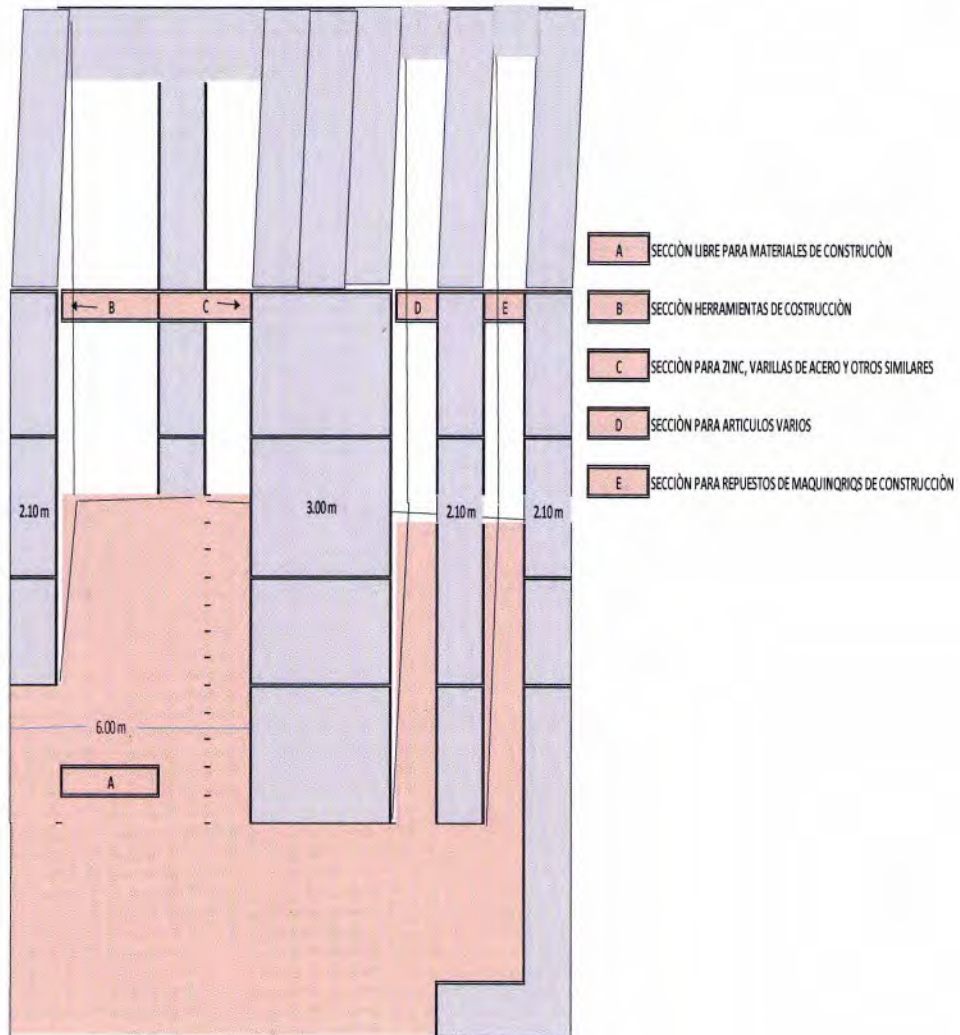 A SECCIÒN LIBRE PARA MATERIALES DE CONSTRUCIÒN
B C D E
B SECCIÒN HERRAMIENTAS DE COSTRUCCIÒN
C SECCIÒN PARA ZINC, VARILLAS DE ACERO Y OTROS SIMILARES
D SECCIÒN PARA ARTICULOS VARIOS
E SECCIÒN PARA REPUESTOS DE MAQUINQRIQS DE CONSTRUCCIÒN
2.10 m 3.00 m 2.10 m 2.10 m
6.00 m
A